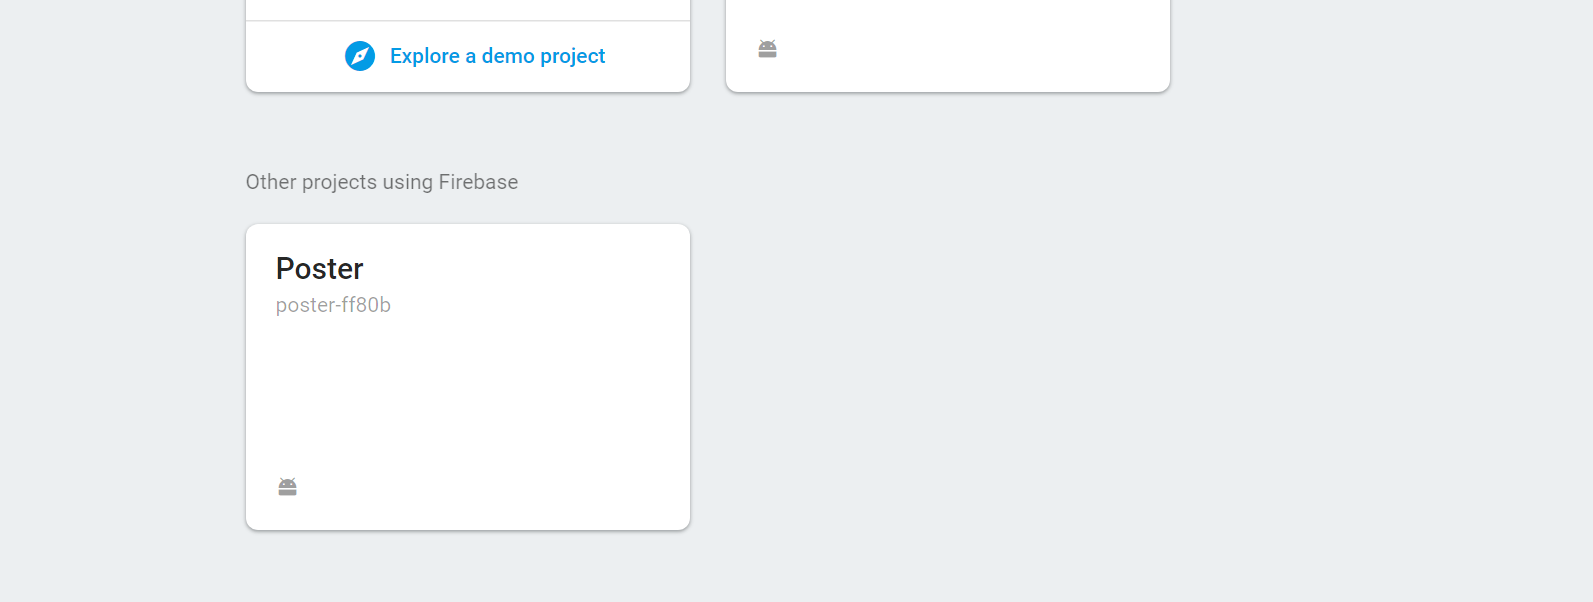 Explore a demo project
Other projects using Firebase
Poster
poster-ff80b